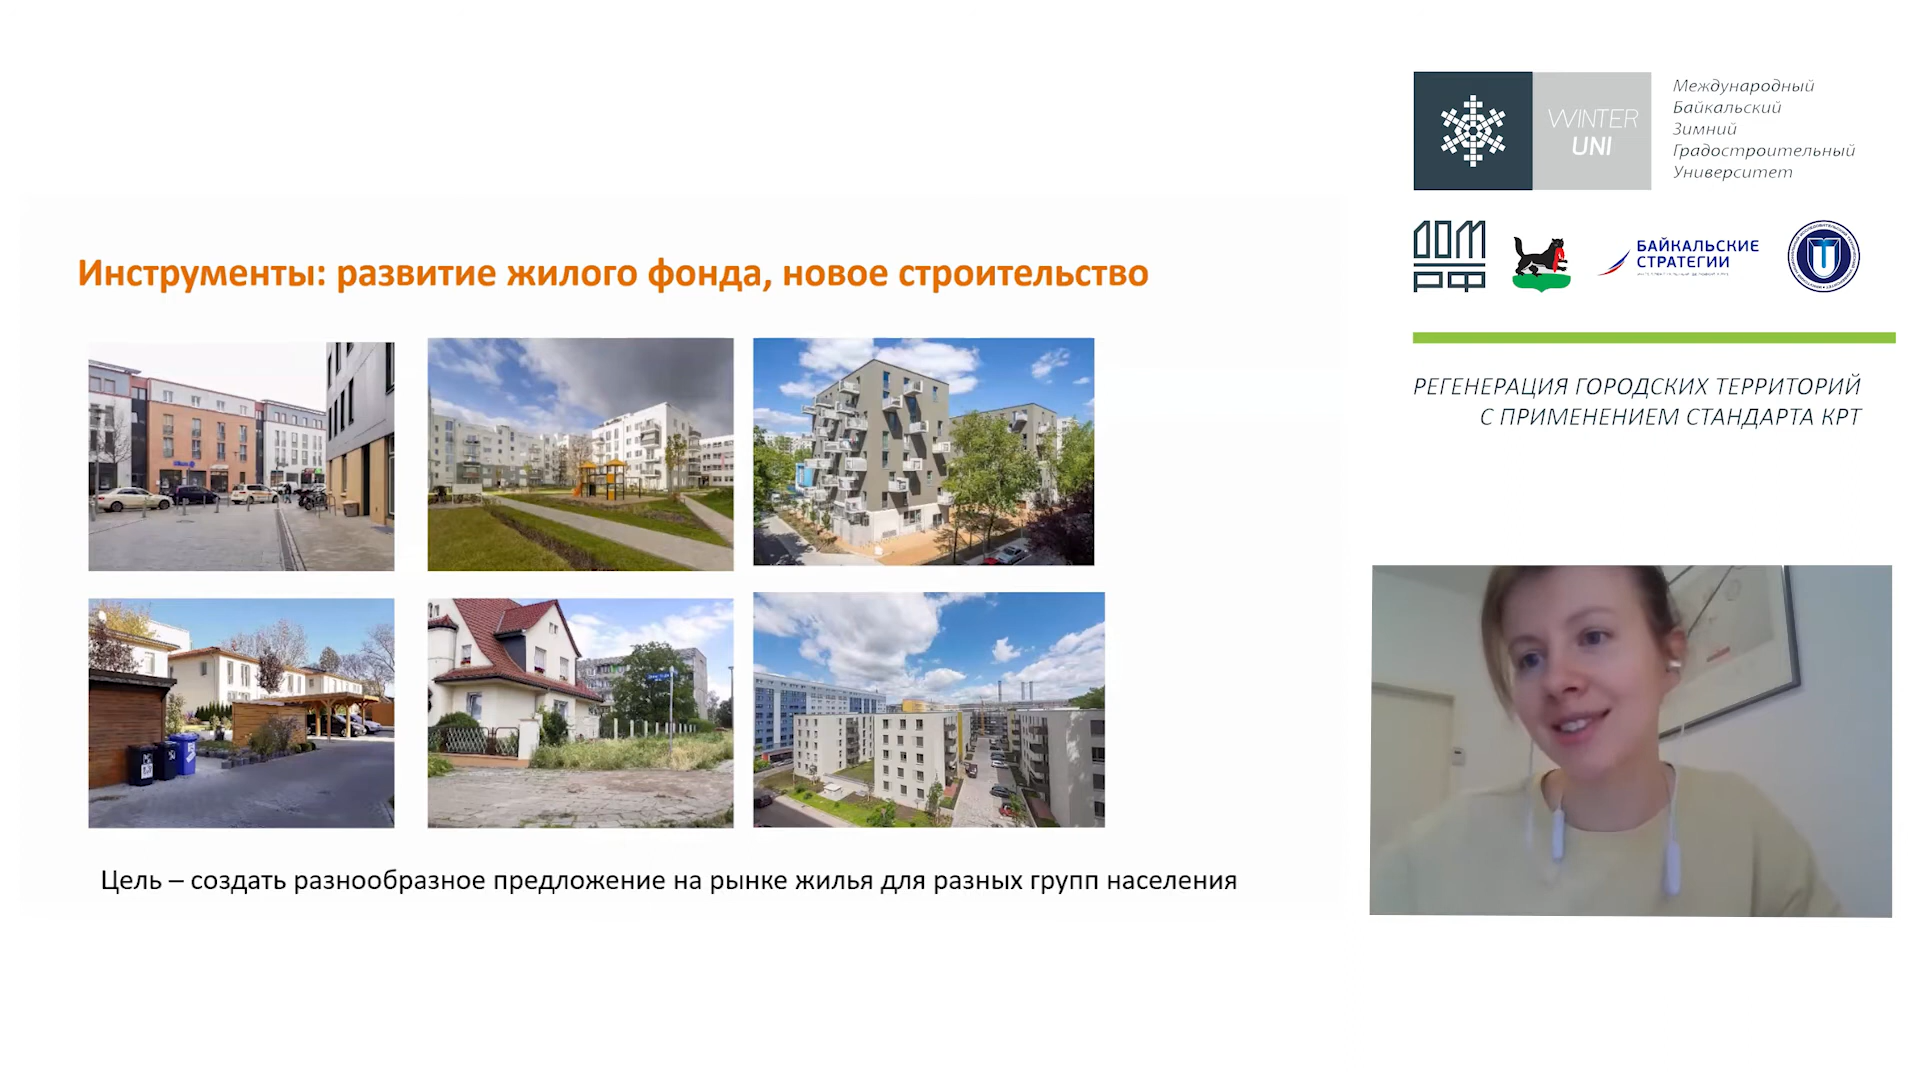 Инструменты: развитие жилого фонда, новое строительство
Цель – создать разнообразное предложение на рынке жилья для разных групп населения
WINTER
UNI
Международный
Байкальский
Зимний
Градостроительный
Университет
ДОМ
РФ
БАЙКАЛЬСКИЕ
СТРАТЕГИИ
РЕГЕНЕРАЦИЯ ГОРОДСКИХ ТЕРРИТОРИЙ
С ПРИМЕНЕНИЕМ СТАНДАРТА КРТ